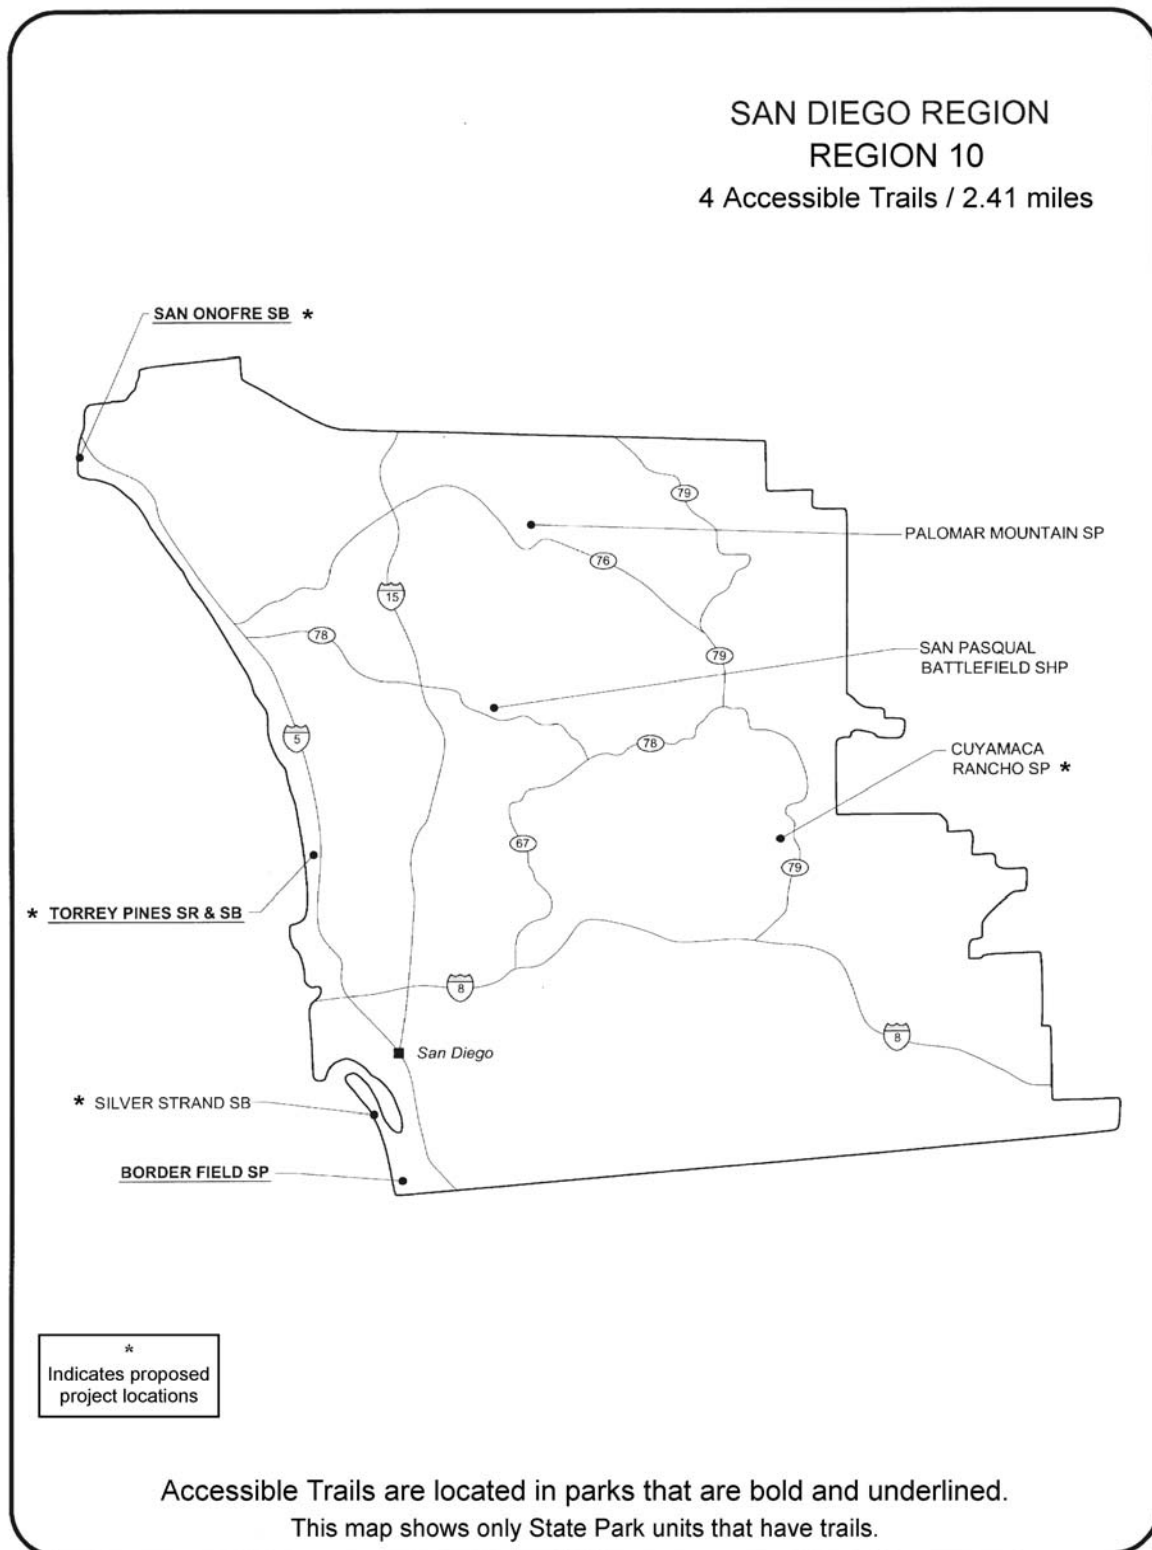 SAN DIEGO REGION
REGION 10
4 Accessible Trails / 2.41 miles
SAN ONOFRE SB *
79
PALOMAR MOUNTAIN SP
76
15
78
SAN PASQUAL
BATTLEFIELD SHP
79
5
78
CUYAMACA
RANCHO SP *
67
79
* TORREY PINES SR & SB
8
8
San Diego
* SILVER STRAND SB
BORDER FIELD SP
*
Indicates proposed
project locations
Accessible Trails are located in parks that are bold and underlined.
This map shows only State Park units that have trails.